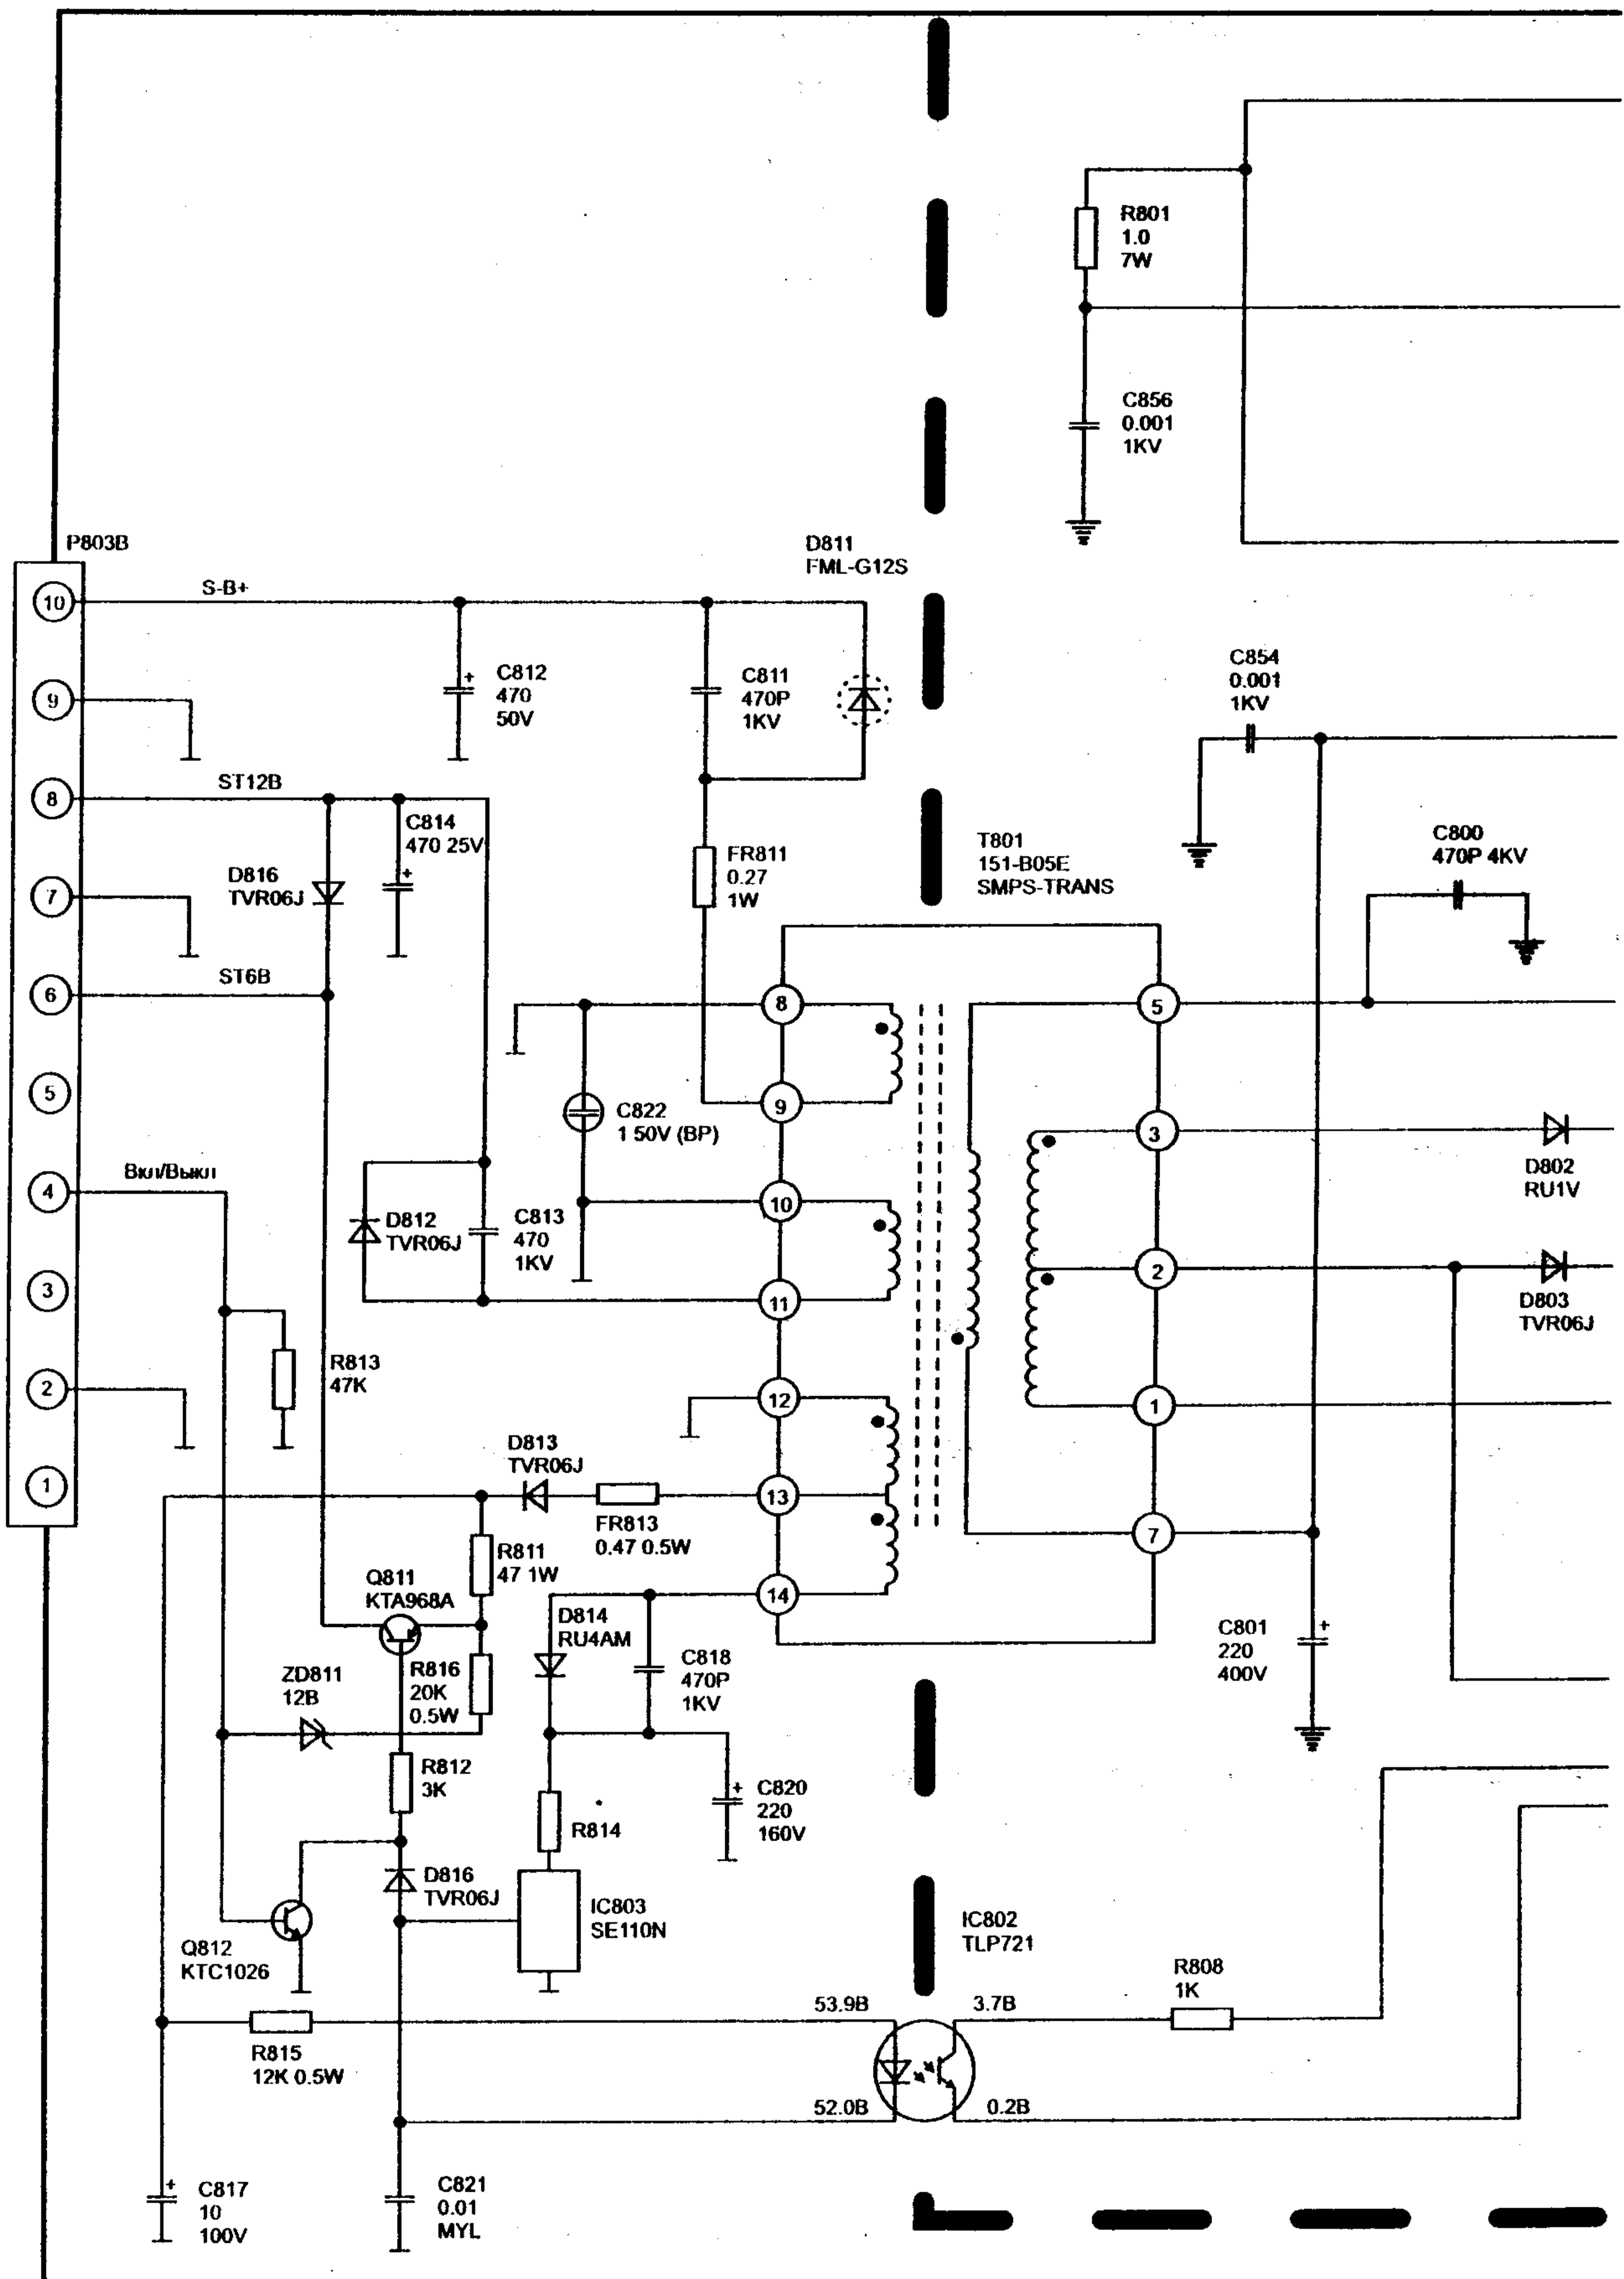 R801
1.0
7W
C856
0.001
1KV
P803B
D811
FML-G12S
10
S-B+
C812
+
470
50V
C811
470P
1KV
C854
0.001
1KV
9
8
ST12B
C814
470 25V
+
D816
TVR06J
FR811
0.27
1W
T801
151-B05E
SMPS-TRANS
C800
470P 4KV
7
6
ST6B
8
5
5
9
C822
1 50V (BP)
3
D802
RU1V
4
Вкл/Выкл
10
D812
TVR06J
C813
470
1KV
2
D803
TVR06J
3
11
R813
47K
2
12
1
D813
TVR06J
1
13
FR813
0.47 0.5W
7
R811
47 1W
Q811
KTA968A
14
D814
RU4AM
C801
220
400V
+
ZD811
12B
R816
20K
0.5W
C818
470P
1KV
R812
3K
R814
+
C820
220
160V
D816
TVR06J
IC803
SE110N
IC802
TLP721
Q812
KTC1026
R808
1K
53.9B
3.7B
R815
12K 0.5W
52.0B
0.2B
+
C817
10
100V
C821
0.01
MYL